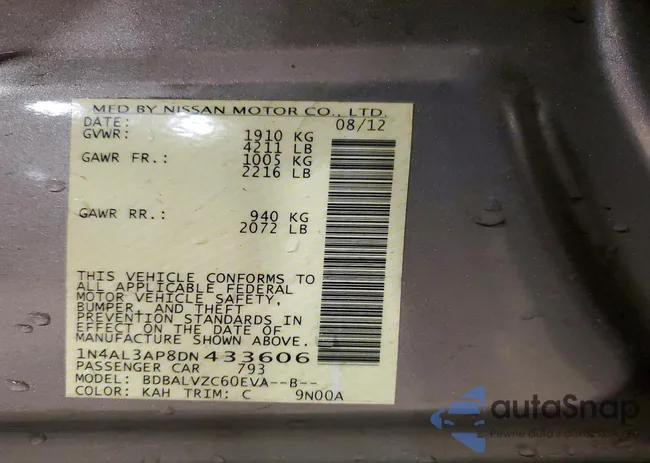 MFD BY NISSAN MOTOR CO., LTD.
DATE: 08/12
GVWR: 1910 KG
4211 LB
GAWR FR.: 1005 KG
2216 LB
GAWR RR.: 940 KG
2072 LB
THIS VEHICLE CONFORMS TO
ALL APPLICABLE FEDERAL
MOTOR VEHICLE SAFETY,
BUMPER, AND THEFT
PREVENTION STANDARDS IN
EFFECT ON THE DATE OF
MANUFACTURE SHOWN ABOVE.
1N4AL3AP8DN433606
PASSENGER CAR 793
MODEL: BDBALVZC60EVA--B--
COLOR: KAH TRIM: C 9N00A
autoSnap
Pewne auta z